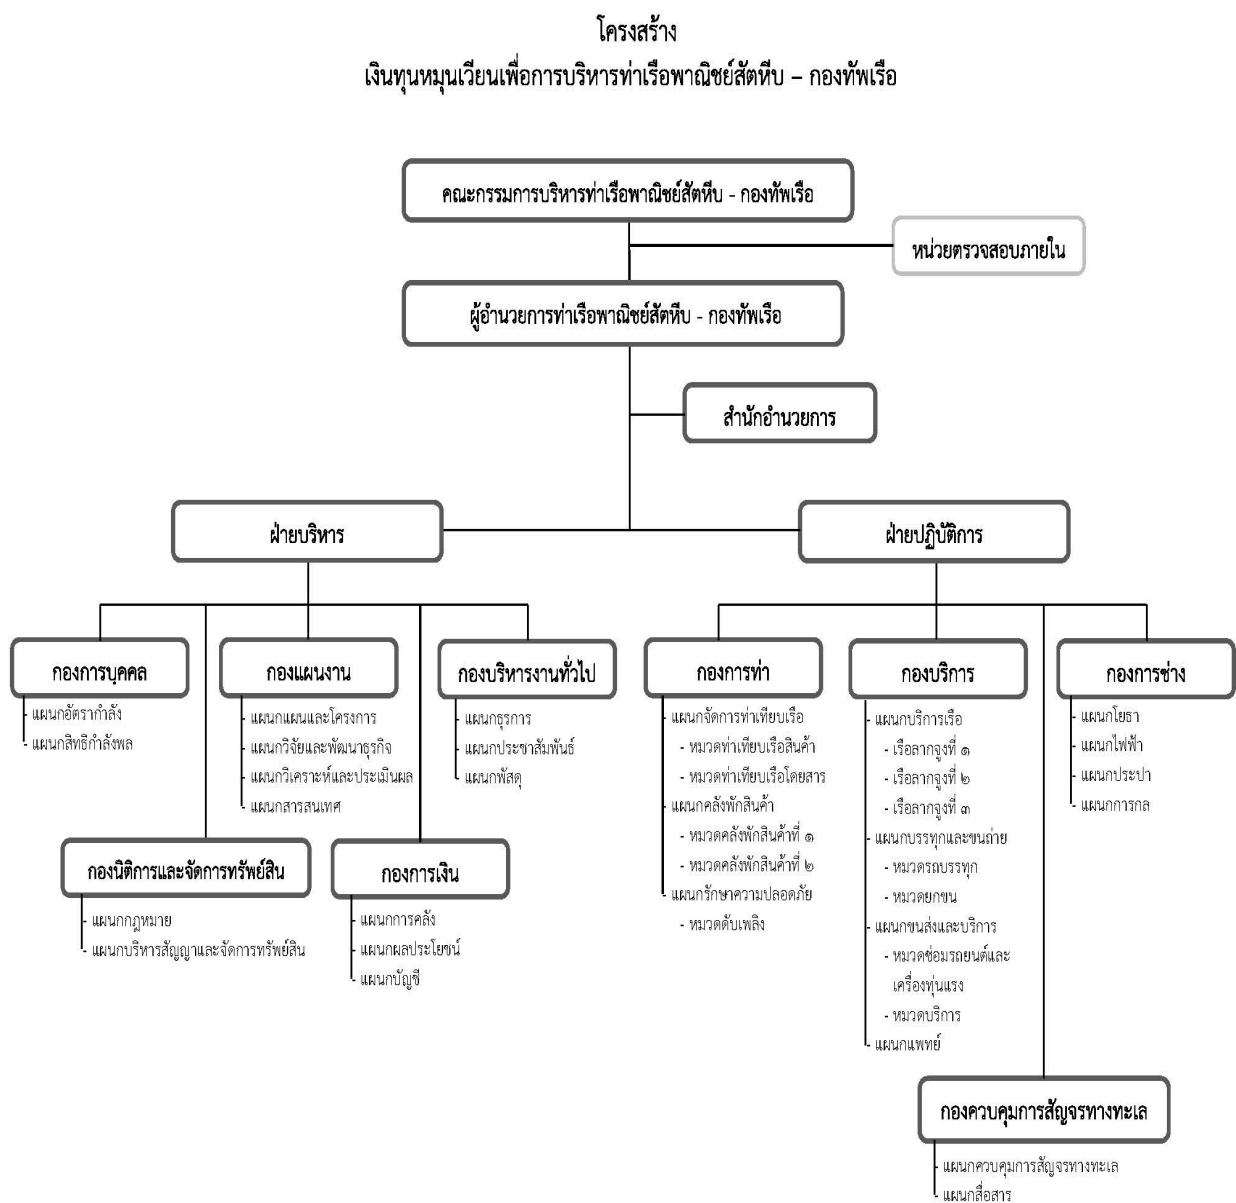 โครงสร้าง
เงินทุนหมุนเวียนเพื่อการบริหารท่าเรือพาณิชย์สัตหีบ – กองทัพเรือ
คณะกรรมการบริหารท่าเรือพาณิชย์สัตหีบ - กองทัพเรือ
หน่วยตรวจสอบภายใน
ผู้อำนวยการท่าเรือพาณิชย์สัตหีบ - กองทัพเรือ
สำนักอำนวยการ
ฝ่ายบริหาร
ฝ่ายปฏิบัติการ
กองการบุคคล
- แผนกอัตรากำลัง
- แผนกสิทธิกำลังพล
กองแผนงาน
- แผนกแผนและโครงการ
- แผนกวิจัยและพัฒนาธุรกิจ
- แผนกวิเคราะห์และประเมินผล
- แผนกสารสนเทศ
กองบริหารงานทั่วไป
- แผนกธุรการ
- แผนกประชาสัมพันธ์
- แผนกพัสดุ
กองนิติการและจัดการทรัพย์สิน
- แผนกกฎหมาย
- แผนกบริหารสัญญาและจัดการทรัพย์สิน
กองการเงิน
- แผนกการคลัง
- แผนกผลประโยชน์
- แผนกบัญชี
กองการท่า
- แผนกจัดการท่าเทียบเรือ
- หมวดท่าเทียบเรือสินค้า
- หมวดท่าเทียบเรือโดยสาร
- แผนกคลังพักสินค้า
- หมวดคลังพักสินค้าที่ ๑
- หมวดคลังพักสินค้าที่ ๒
- แผนกรักษาความปลอดภัย
- หมวดดับเพลิง
กองบริการ
- แผนกบริการเรือ
- เรือลากจูงที่ ๑
- เรือลากจูงที่ ๒
- เรือลากจูงที่ ๓
- แผนกบรรทุกและขนถ่าย
- หมวดรถบรรทุก
- หมวดยกขน
- แผนกขนส่งและบริการ
- หมวดซ่อมรถยนต์และ
เครื่องทุ่นแรง
- หมวดบริการ
- แผนกแพทย์
กองการช่าง
- แผนกโยธา
- แผนกไฟฟ้า
- แผนกประปา
- แผนกการกล
กองควบคุมการสัญจรทางทะเล
- แผนกควบคุมการสัญจรทางทะเล
- แผนกสื่อสาร